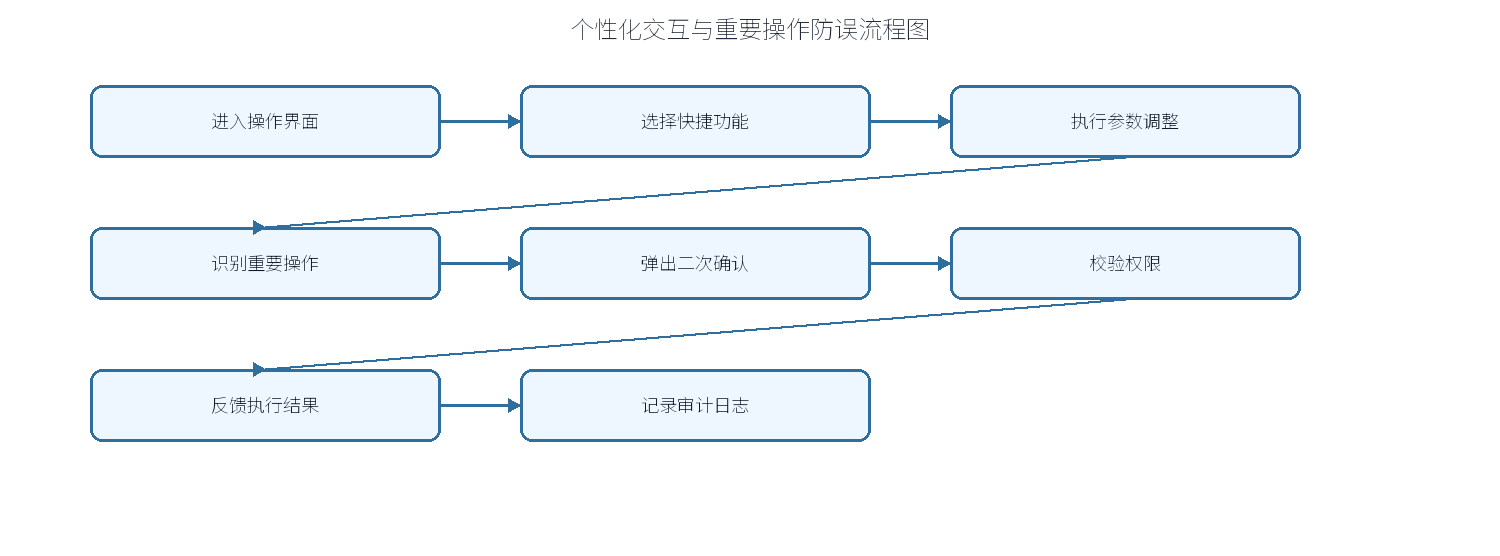 个性化交互与重要操作防误流程图
进入操作界面
选择快捷功能
执行参数调整
识别重要操作
弹出二次确认
校验权限
反馈执行结果
记录审计日志